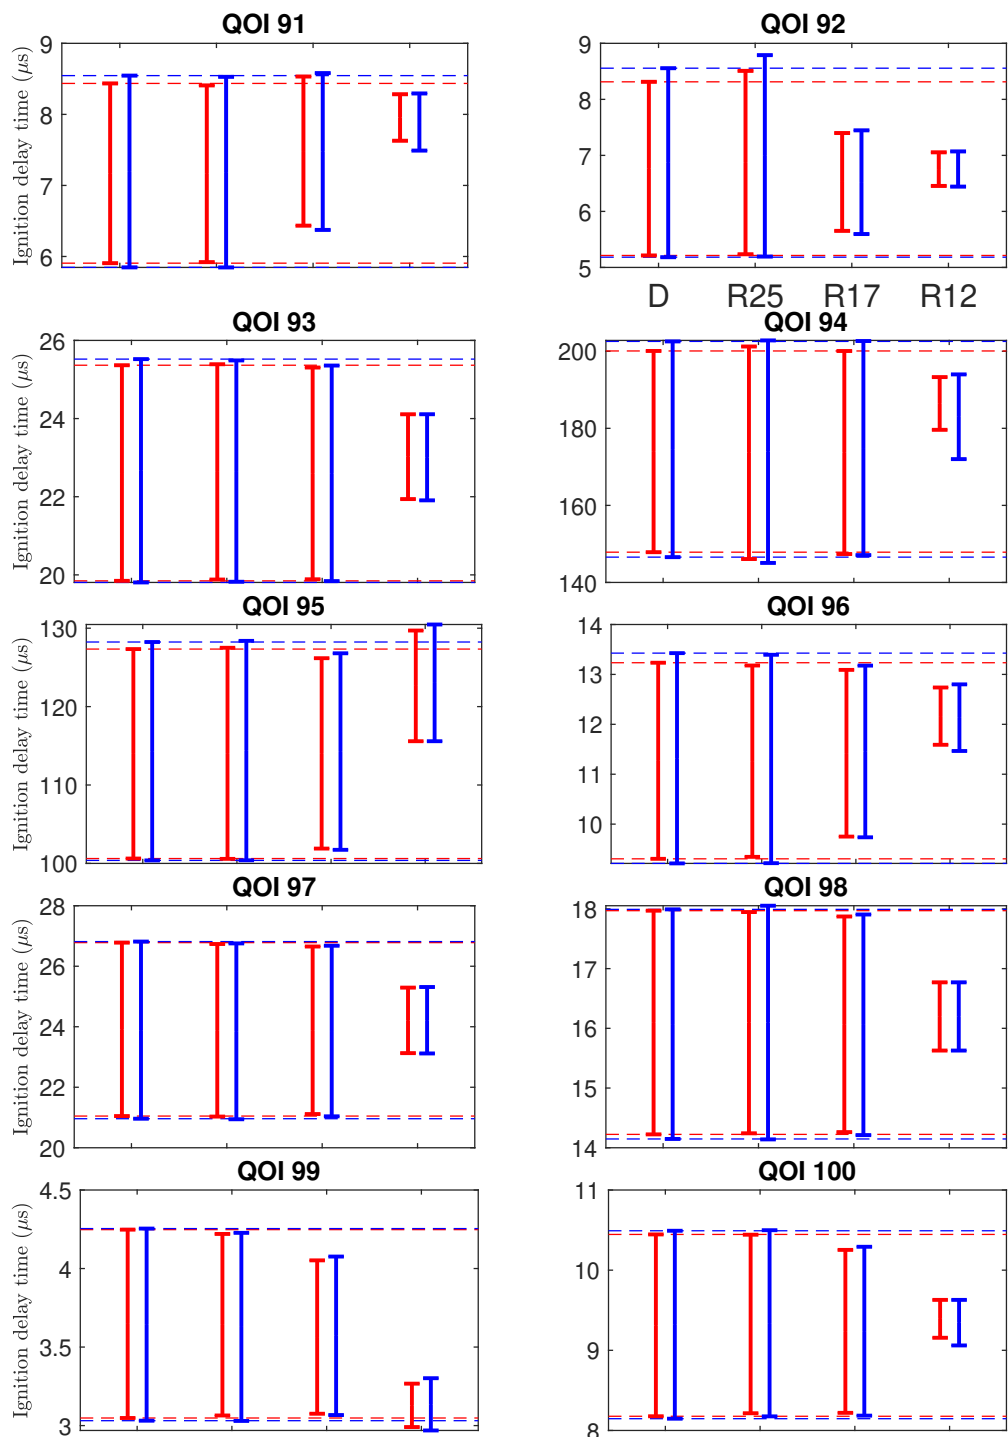 QOI 91
9
8
7
6
Ignition delay time (μs)
QOI 92
9
8
7
6
5
D R25 R17 R12
QOI 93
26
24
22
20
Ignition delay time (μs)
QOI 94
200
180
160
140
QOI 95
130
120
110
100
Ignition delay time (μs)
QOI 96
14
13
12
11
10
QOI 97
28
26
24
22
20
Ignition delay time (μs)
QOI 98
18
17
16
15
14
QOI 99
4.5
4
3.5
3
Ignition delay time (μs)
QOI 100
11
10
9
8